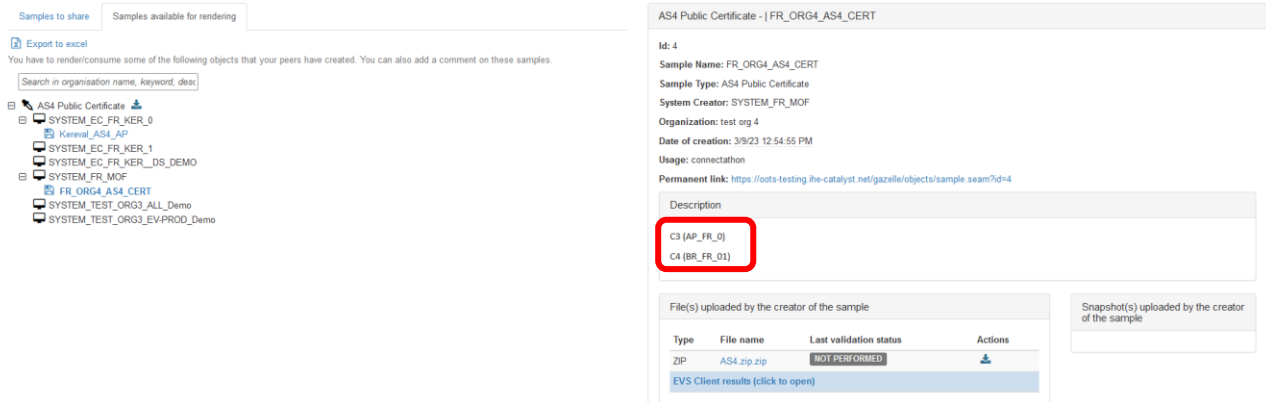 Samples to share
Samples available for rendering
Export to excel
You have to render/consume some of the following objects that your peers have created. You can also add a comment on these samples.
Search in organisation name, keyword, desc
AS4 Public Certificate
SYSTEM_EC_FR_KER_0
Kereval_AS4_AP
SYSTEM_EC_FR_KER_1
SYSTEM_EC_FR_KER__DS_DEMO
SYSTEM_FR_MOF
FR_ORG4_AS4_CERT
SYSTEM_TEST_ORG3_ALL_Demo
SYSTEM_TEST_ORG3_EV-PROD_Demo
AS4 Public Certificate - | FR_ORG4_AS4_CERT
Id: 4
Sample Name: FR_ORG4_AS4_CERT
Sample Type: AS4 Public Certificate
System Creator: SYSTEM_FR_MOF
Organization: test org 4
Date of creation: 3/9/23 12:54:55 PM
Usage: connectathon
Permanent link: https://oots-testing.ihe-catalyst.net/gazelle/objects/sample.seam?id=4
Description
C3 (AP_FR_0)
C4 (BR_FR_01)
File(s) uploaded by the creator of the sample
Type File name Last validation status Actions
ZIP AS4.zip.zip NOT PERFORMED
EVS Client results (click to open)
Snapshot(s) uploaded by the creator
of the sample